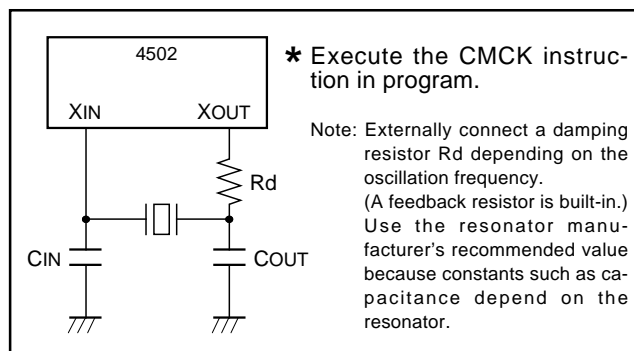 4502
XIN
XOUT
Rd
CIN
COUT
* Execute the CMCK instruc-
tion in program.
Note: Externally connect a damping
resistor Rd depending on the
oscillation frequency.
(A feedback resistor is built-in.)
Use the resonator manu-
facturer's recommended value
because constants such as ca-
pacitance depend on the
resonator.